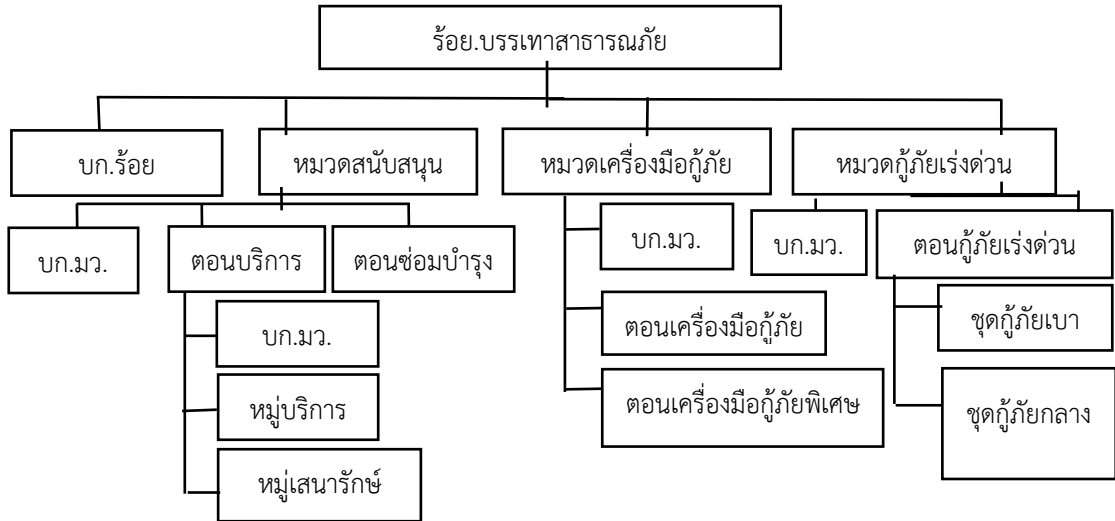 ร้อย.บรรเทาสาธารณภัย
บก.ร้อย
หมวดสนับสนุน
หมวดเครื่องมือกู้ภัย
หมวดกู้ภัยเร่งด่วน
บก.มว.
ตอนบริการ
ตอนซ่อมบำรุง
บก.มว.
บก.มว.
ตอนกู้ภัยเร่งด่วน
บก.มว.
ตอนเครื่องมือกู้ภัย
ชุดกู้ภัยเบา
หมู่บริการ
ตอนเครื่องมือกู้ภัยพิเศษ
ชุดกู้ภัยกลาง
หมู่เสนารักษ์